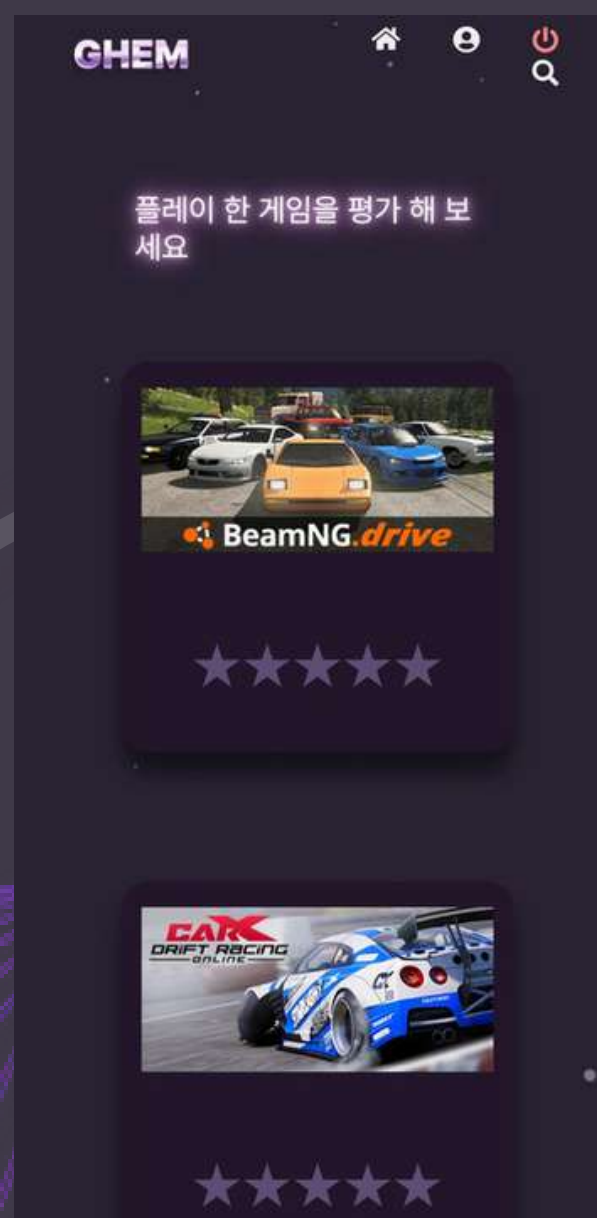 GHEM
플레이 한 게임을 평가 해 보
세요
BeamNG.drive
CARX
DRIFT RACING
ONLINE